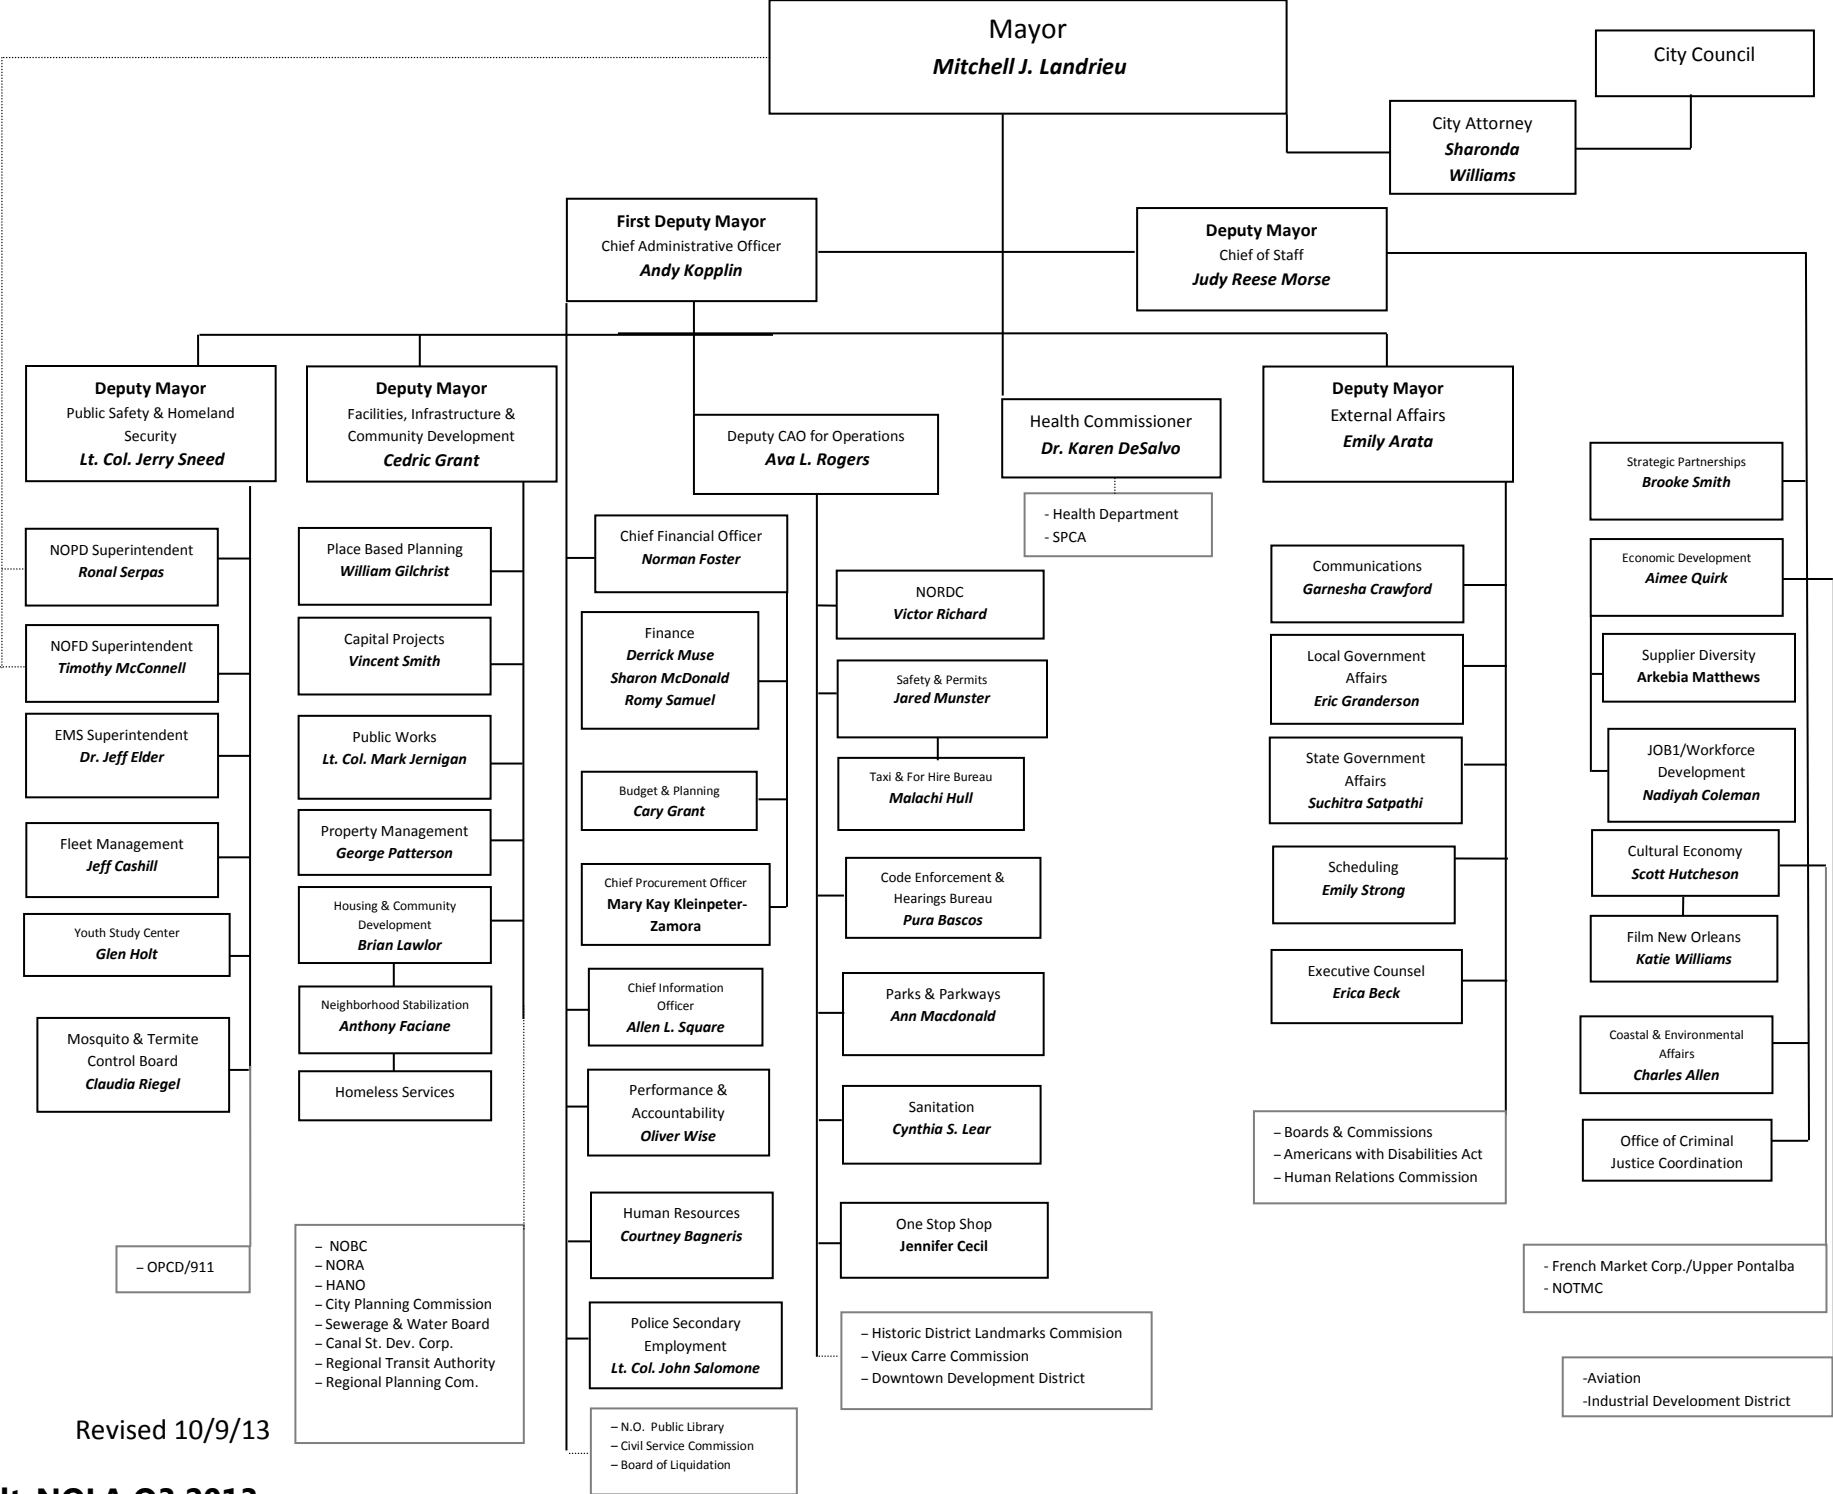 Mayor
Mitchell J. Landrieu
City Council
City Attorney
Sharonda
Williams
First Deputy Mayor
Chief Administrative Officer
Andy Kopplin
Deputy Mayor
Chief of Staff
Judy Reese Morse
Deputy Mayor
Public Safety & Homeland
Security
Lt. Col. Jerry Sneed
Deputy Mayor
Facilities, Infrastructure &
Community Development
Cedric Grant
Deputy CAO for Operations
Ava L. Rogers
Health Commissioner
Dr. Karen DeSalvo
- Health Department
- SPCA
Deputy Mayor
External Affairs
Emily Arata
NOPD Superintendent
Ronal Serpas
NOFD Superintendent
Timothy McConnell
EMS Superintendent
Dr. Jeff Elder
Fleet Management
Jeff Cashill
Youth Study Center
Glen Holt
Mosquito & Termite
Control Board
Claudia Riegel
– OPCD/911
Place Based Planning
William Gilchrist
Capital Projects
Vincent Smith
Public Works
Lt. Col. Mark Jernigan
Property Management
George Patterson
Housing & Community
Development
Brian Lawlor
Neighborhood Stabilization
Anthony Faciane
Homeless Services
– NOBC
– NORA
– HANO
– City Planning Commission
– Sewerage & Water Board
– Canal St. Dev. Corp.
– Regional Transit Authority
– Regional Planning Com.
Chief Financial Officer
Norman Foster
Finance
Derrick Muse
Sharon McDonald
Romy Samuel
Budget & Planning
Cary Grant
Chief Procurement Officer
Mary Kay Kleinpeter-
Zamora
Chief Information
Officer
Allen L. Square
Performance &
Accountability
Oliver Wise
Human Resources
Courtney Bagneris
Police Secondary
Employment
Lt. Col. John Salomone
– N.O. Public Library
– Civil Service Commission
– Board of Liquidation
NORDC
Victor Richard
Safety & Permits
Jared Munster
Taxi & For Hire Bureau
Malachi Hull
Code Enforcement &
Hearings Bureau
Pura Bascos
Parks & Parkways
Ann Macdonald
Sanitation
Cynthia S. Lear
One Stop Shop
Jennifer Cecil
– Historic District Landmarks Commision
– Vieux Carre Commission
– Downtown Development District
Communications
Garnesha Crawford
Local Government
Affairs
Eric Granderson
State Government
Affairs
Suchitra Satpathi
Scheduling
Emily Strong
Executive Counsel
Erica Beck
– Boards & Commissions
– Americans with Disabilities Act
– Human Relations Commission
Strategic Partnerships
Brooke Smith
Economic Development
Aimee Quirk
Supplier Diversity
Arkebia Matthews
JOB1/Workforce
Development
Nadiyah Coleman
Cultural Economy
Scott Hutcheson
Film New Orleans
Katie Williams
Coastal & Environmental
Affairs
Charles Allen
Office of Criminal
Justice Coordination
- French Market Corp./Upper Pontalba
- NOTMC
-Aviation
-Industrial Development District
Revised 10/9/13
NOLA Q3 2013